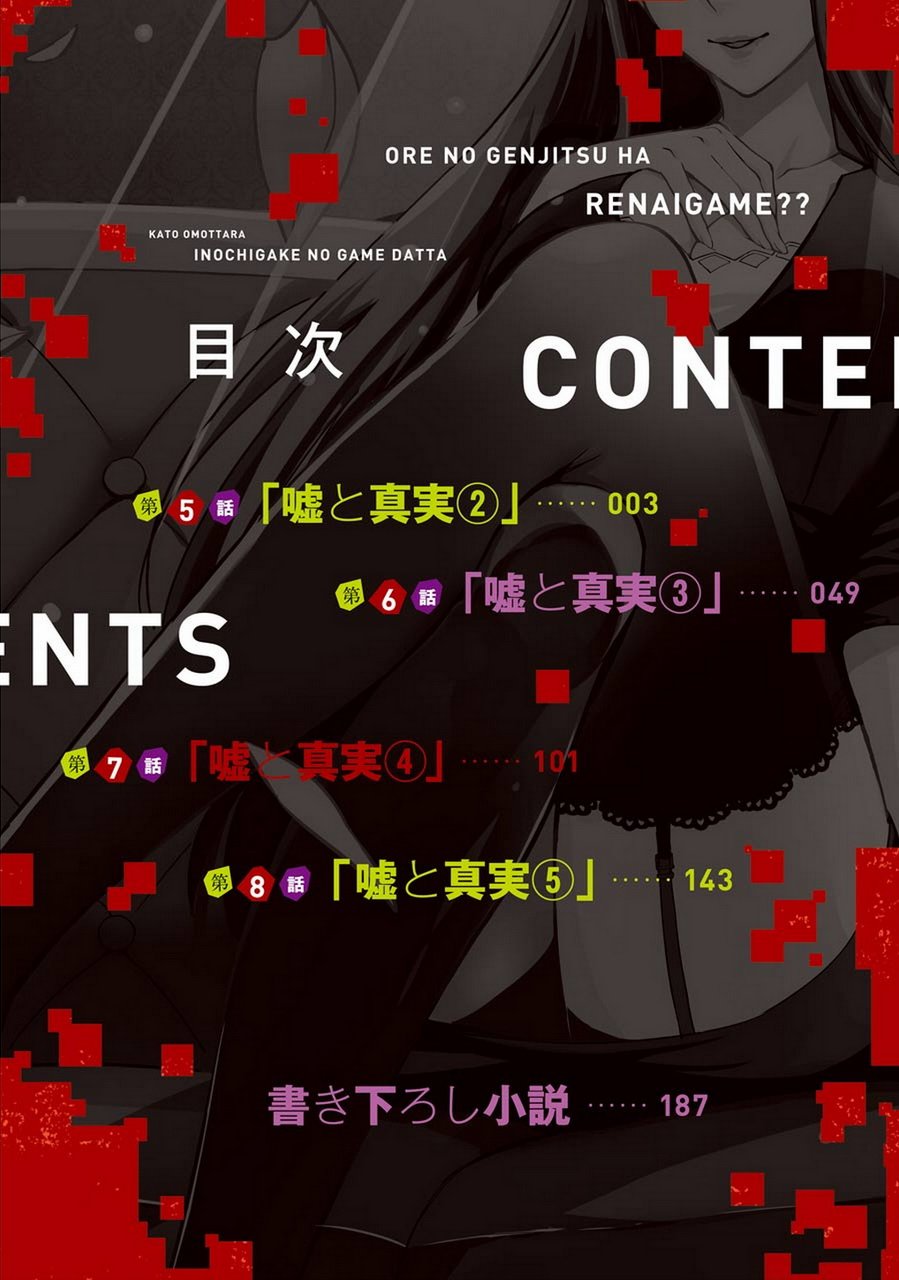 ORE NO GENJITSU HA
RENAIGAME??
KATO OMOTTARA
INOCHIGAKE NO GAME DATTA
目次
CONTE
第5話「嘘と真実②」…… 003
第6話「嘘と真実③」…… 049
ENTS
第7話「嘘と真実④」…… 101
第8話「嘘と真実⑤」…… 143
書き下ろし小説 …… 187